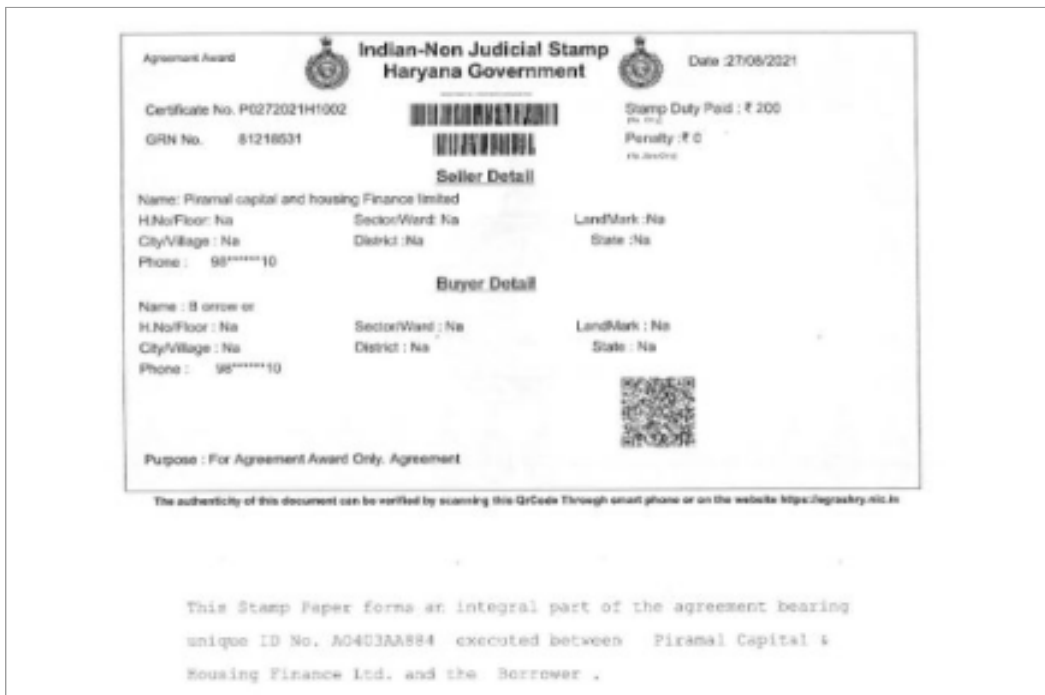 Agreement Award
Indian-Non Judicial Stamp
Haryana Government
Date :27/08/2021
Certificate No. P0272021H1002
Stamp Duty Paid : ₹ 200
GRN No. 81218531
Penalty :₹ 0
Seller Detail
Name: Piramal capital and housing Finance limited
H.No/Floor: Na Sector/Ward: Na LandMark :Na
City/Village : Na District :Na State :Na
Phone : 98******10
Buyer Detail
Name : B orrow er
H.No/Floor : Na Sector/Ward : Na LandMark : Na
City/Village : Na District : Na State : Na
Phone : 98******10
Purpose : For Agreement Award Only. Agreement
The authenticity of this document can be verified by scanning this QrCode Through smart phone or on the website https://egrashry.nic.in
This Stamp Paper forms an integral part of the agreement bearing
unique ID No. A0403AA884 executed between Piramal Capital &
Housing Finance Ltd. and the Borrower .